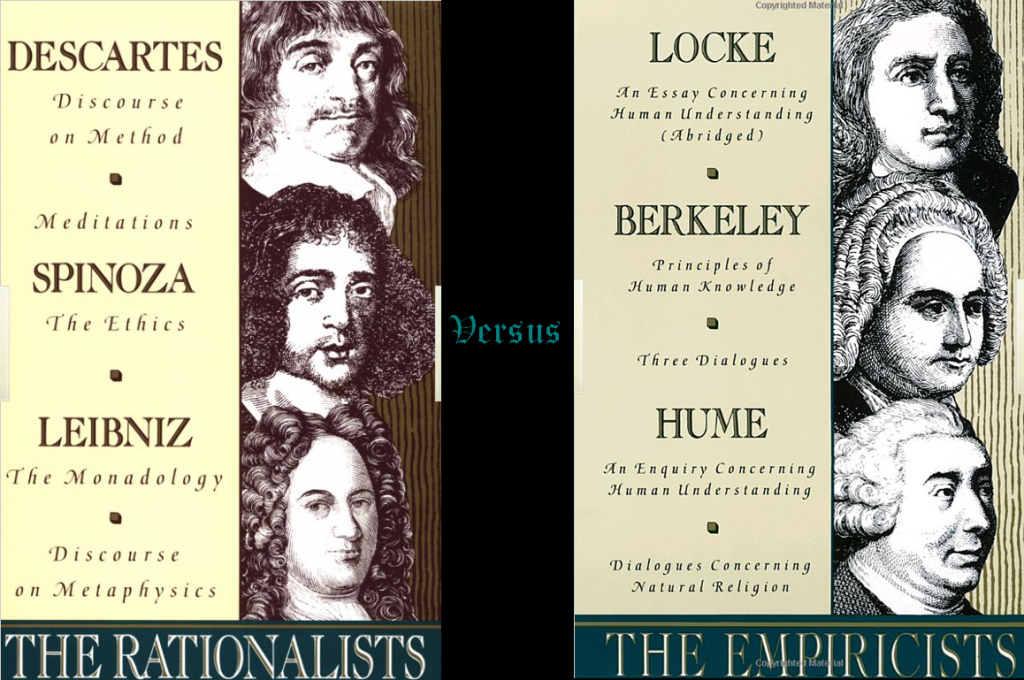 DESCARTES
Discourse
on Method
Meditations
SPINOZA
The Ethics
LEIBNIZ
The Monadology
Discourse
on Metaphysics
THE RATIONALISTS
Versus
Copyrighted Material
LOCKE
An Essay Concerning
Human Understanding
(Abridged)
BERKELEY
Principles of
Human Knowledge
Three Dialogues
HUME
An Enquiry Concerning
Human Understanding
Dialogues Concerning
Natural Religion
THE EMPIRICISTS
Copyrighted Material